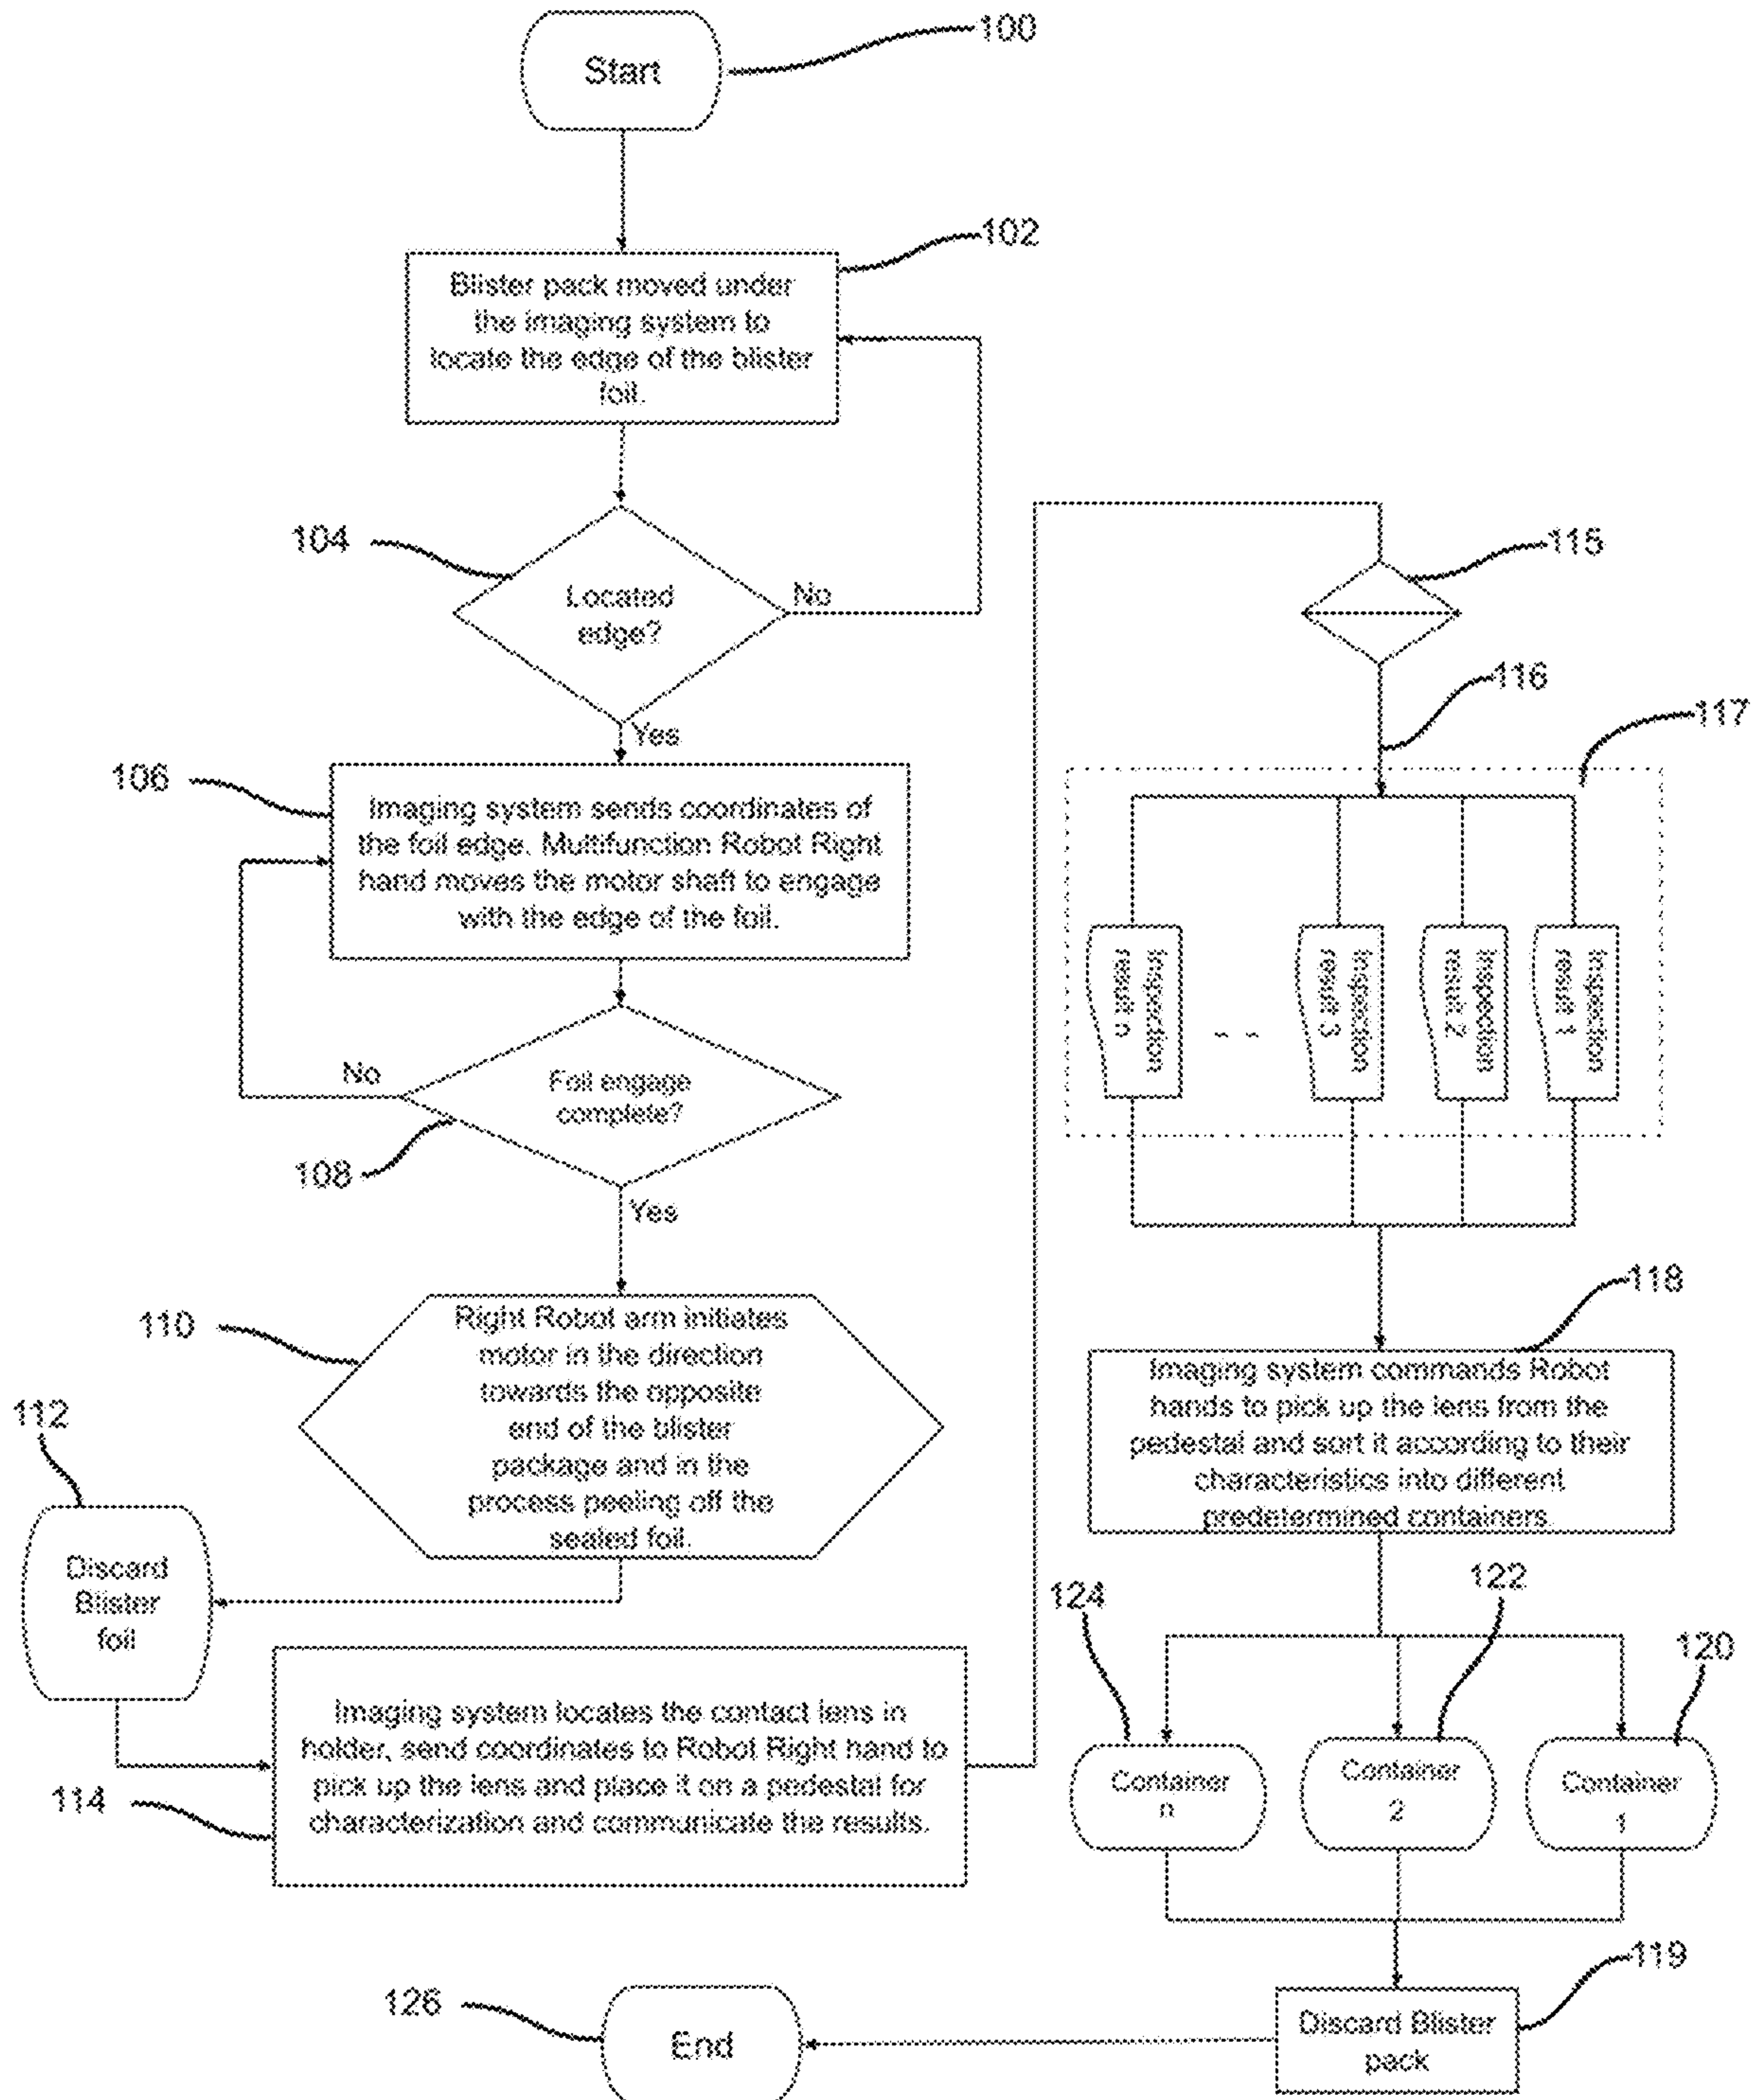 100
Start
102
Blister pack moved under
the imaging system to
locate the edge of the blister
foil.
104
Located
edge?
No
Yes
106
Imaging system sends coordinates of
the foil edge. Multifunction Robot Right
hand moves the motor shaft to engage
with the edge of the foil.
No
Foil engage
complete?
108
Yes
110
Right Robot arm initiates
motor in the direction
towards the opposite
end of the blister
package and in the
process peeling off the
sealed foil.
112
Discard
Blister
foil
Imaging system locates the contact lens in
holder, send coordinates to Robot Right hand to
pick up the lens and place it on a pedestal for
characterization and communicate the results.
114
115
116
117
Inspection
result n
- -
Inspection
result 3
Inspection
result 2
Inspection
result 1
118
Imaging system commands Robot
hands to pick up the lens from the
pedestal and sort it according to their
characteristics into different
predetermined containers.
124
122
120
Container
n
Container
2
Container
1
119
Discard Blister
pack
126
End